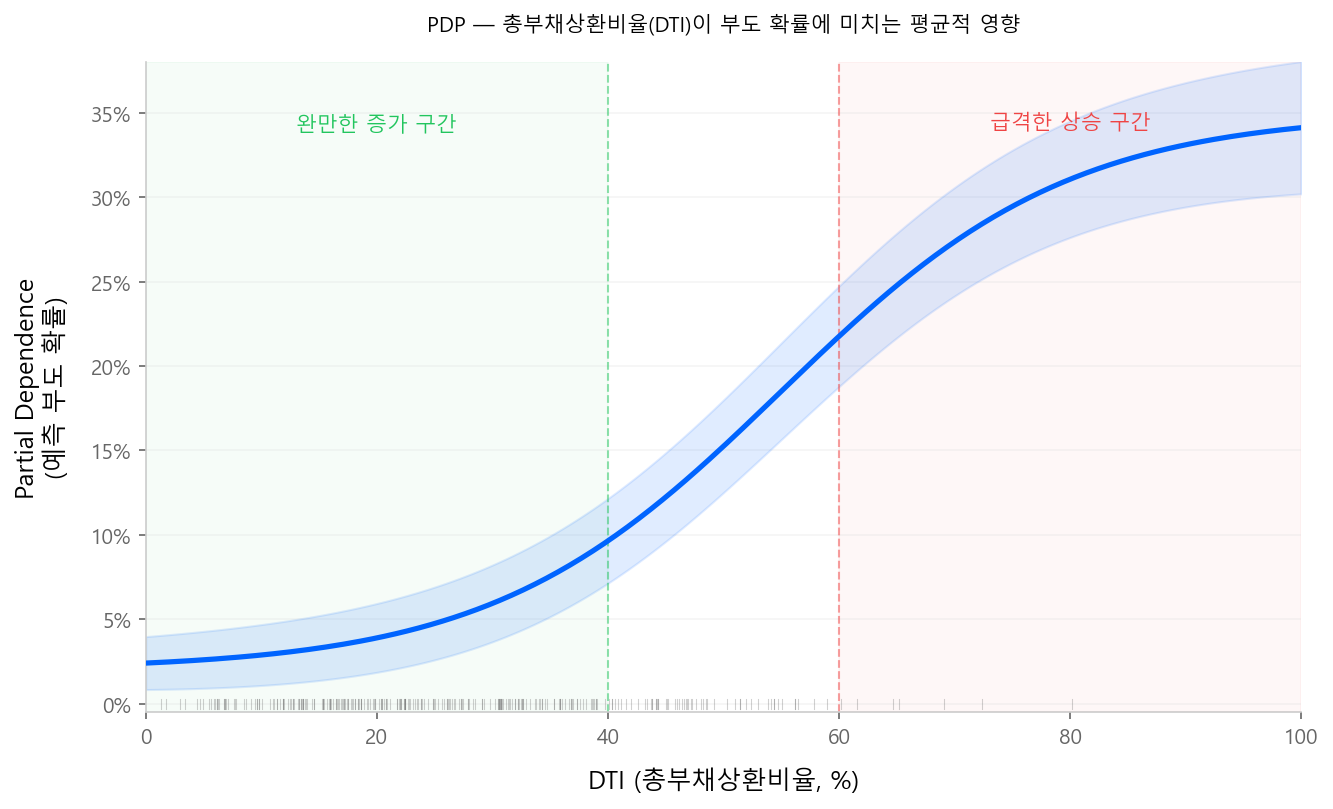 PDP — 총부채상환비율(DTI)이 부도 확률에 미치는 평균적 영향
완만한 증가 구간
급격한 상승 구간
Partial Dependence
(예측 부도 확률)
35%
30%
25%
20%
15%
10%
5%
0%
0
20
40
60
80
100
DTI (총부채상환비율, %)